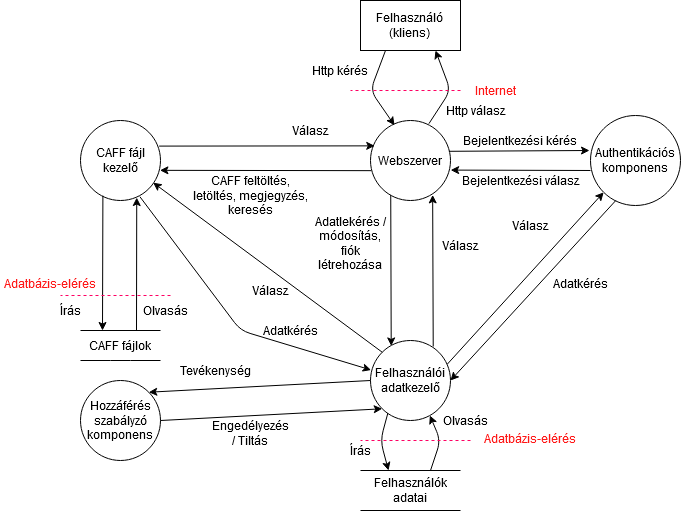 Felhasználó
(kliens)
Http kérés
Internet
Http válasz
CAFF fájl
kezelő
Válasz
Webszerver
Bejelentkezési kérés
Authentikációs
komponens
CAFF feltöltés,
letöltés, megjegyzés,
keresés
Bejelentkezési válasz
Adatlekérés /
módosítás,
fiók
létrehozása
Válasz
Válasz
Adatbázis-elérés
Írás
Olvasás
Válasz
Adatkérés
Adatkérés
CAFF fájlok
Tevékenység
Felhasználói
adatkezelő
Hozzáférés
szabályzó
komponens
Engedélyezés
/ Tiltás
Írás
Olvasás
Adatbázis-elérés
Felhasználók
adatai